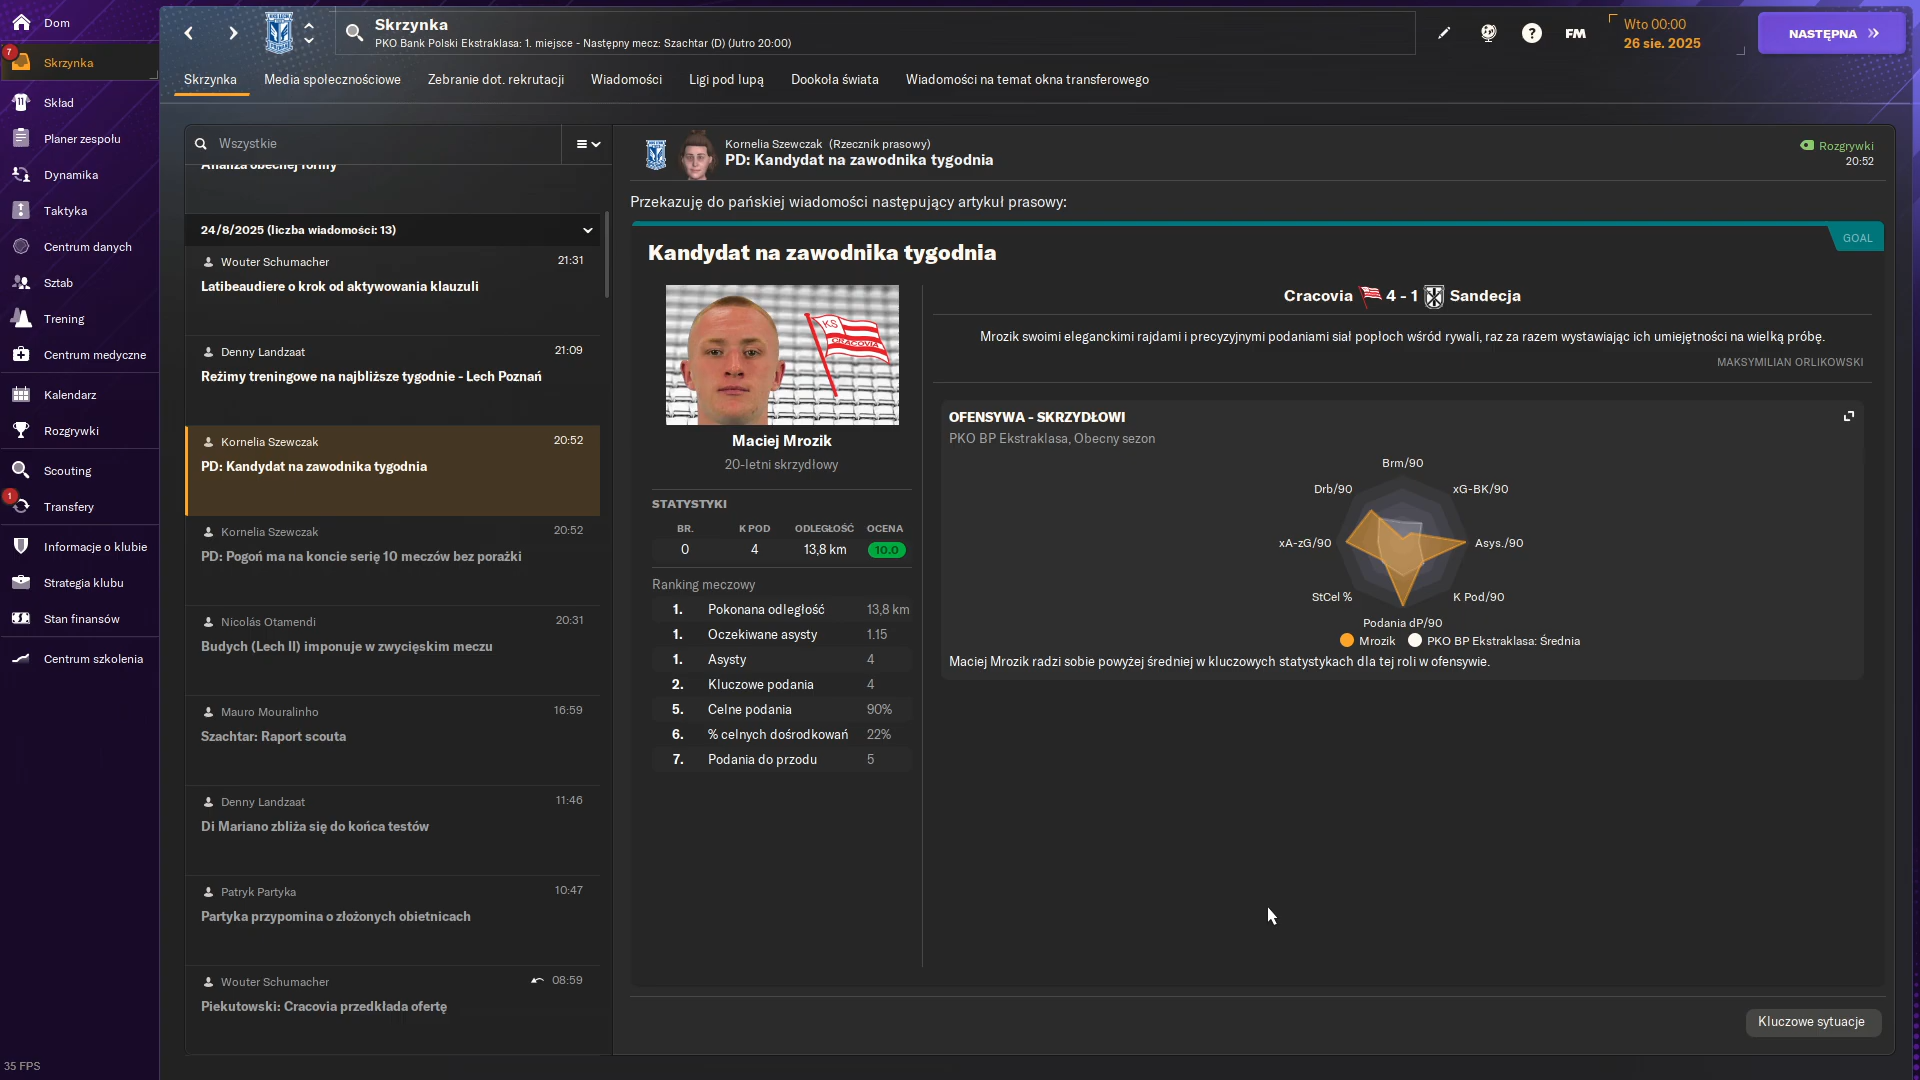 Dom
7
Skrzynka
Skład
Planer zespołu
Dynamika
Taktyka
Centrum danych
Sztab
Trening
Centrum medyczne
Kalendarz
Rozgrywki
Scouting
1
Transfery
Informacje o klubie
Strategia klubu
Stan finansów
Centrum szkolenia
35 FPS
Skrzynka
PKO Bank Polski Ekstraklasa: 1. miejsce - Następny mecz: Szachtar (D) (Jutro 20:00)
FM
Wto 00:00
26 sie. 2025
NASTĘPNA
Skrzynka Media społecznościowe Zebranie dot. rekrutacji Wiadomości Ligi pod lupą Dookoła świata Wiadomości na temat okna transferowego
Wszystkie
Analiza obecnej formy
24/8/2025 (liczba wiadomości: 13)
Wouter Schumacher 21:31
Latibeaudiere o krok od aktywowania klauzuli
Denny Landzaat 21:09
Reżimy treningowe na najbliższe tygodnie - Lech Poznań
Kornelia Szewczak 20:52
PD: Kandydat na zawodnika tygodnia
Kornelia Szewczak 20:52
PD: Pogoń ma na koncie serię 10 meczów bez porażki
Nicolás Otamendi 20:31
Budych (Lech II) imponuje w zwycięskim meczu
Mauro Mouralinho 16:59
Szachtar: Raport scouta
Denny Landzaat 11:46
Di Mariano zbliża się do końca testów
Patryk Partyka 10:47
Partyka przypomina o złożonych obietnicach
Wouter Schumacher 08:59
Piekutowski: Cracovia przedkłada ofertę
Kornelia Szewczak (Rzecznik prasowy)
PD: Kandydat na zawodnika tygodnia
Rozgrywki
20:52
Przekazuję do pańskiej wiadomości następujący artykuł prasowy:
GOAL
Kandydat na zawodnika tygodnia
KS
CRACOVIA
Maciej Mrozik
20-letni skrzydłowy
STATYSTYKI
BR. K POD ODLEGŁOŚĆ OCENA
0 4 13,8 km 10.0
Ranking meczowy
1. Pokonana odległość 13,8 km
1. Oczekiwane asysty 1.15
1. Asysty 4
2. Kluczowe podania 4
5. Celne podania 90%
6. % celnych dośrodkowań 22%
7. Podania do przodu 5
Cracovia 4 - 1 Sandecja
Mrozik swoimi eleganckimi rajdami i precyzyjnymi podaniami siał popłoch wśród rywali, raz za razem wystawiając ich umiejętności na wielką próbę.
MAKSYMILIAN ORLIKOWSKI
OFENSYWA - SKRZYDŁOWI
PKO BP Ekstraklasa, Obecny sezon
Brm/90
Drb/90 xG-BK/90
xA-zG/90 Asys./90
StCel % K Pod/90
Podania dP/90
Mrozik PKO BP Ekstraklasa: Średnia
Maciej Mrozik radzi sobie powyżej średniej w kluczowych statystykach dla tej roli w ofensywie.
Kluczowe sytuacje